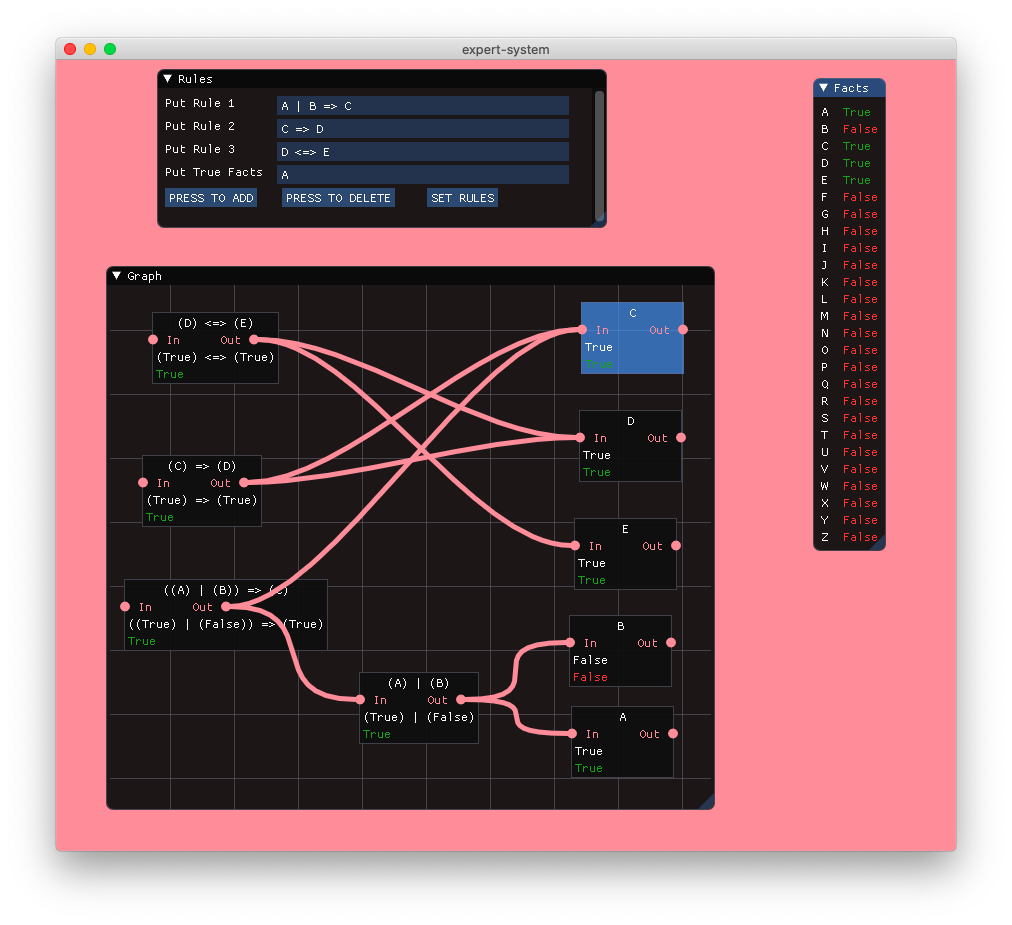 expert-system
Rules
Put Rule 1 A | B => C
Put Rule 2 C => D
Put Rule 3 D <=> E
Put True Facts A
PRESS TO ADD PRESS TO DELETE SET RULES
Graph
(D) <=> (E)
In Out
(True) <=> (True)
True
C
In Out
True
True
D
In Out
True
True
(C) => (D)
In Out
(True) => (True)
True
E
In Out
True
True
((A) | (B)) => (C)
In Out
((True) | (False)) => (True)
True
B
In Out
False
False
(A) | (B)
In Out
(True) | (False)
True
A
In Out
True
True
Facts
A True
B False
C True
D True
E True
F False
G False
H False
I False
J False
K False
L False
M False
N False
O False
P False
Q False
R False
S False
T False
U False
V False
W False
X False
Y False
Z False